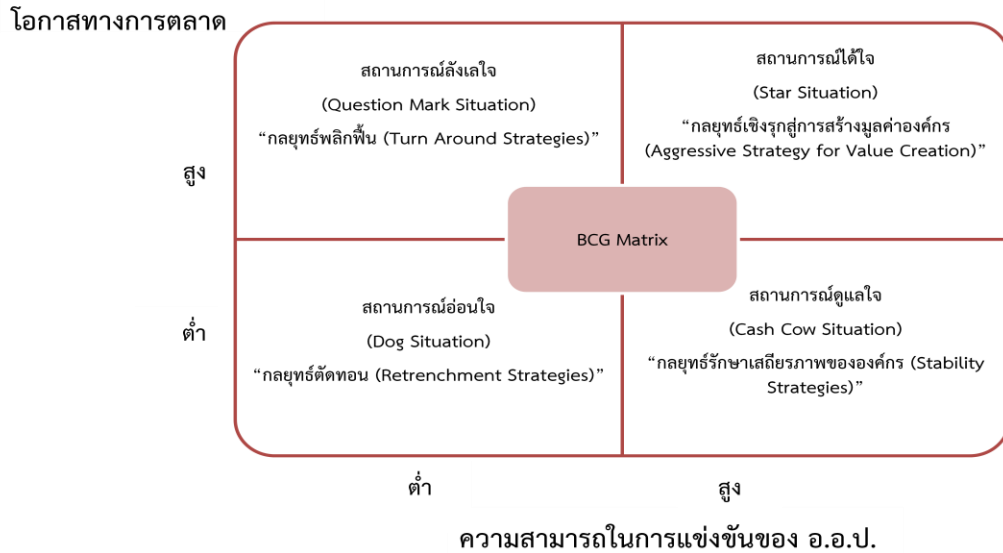 โอกาสทางการตลาด
สถานการณ์ลังเลใจ
(Question Mark Situation)
“กลยุทธ์พลิกฟื้น (Turn Around Strategies)”
สถานการณ์ได้ใจ
(Star Situation)
“กลยุทธ์เชิงรุกสู่การสร้างมูลค่าองค์กร
(Aggressive Strategy for Value Creation)”
สูง
BCG Matrix
ต่ำ
สถานการณ์อ่อนใจ
(Dog Situation)
“กลยุทธ์ตัดทอน (Retrenchment Strategies)”
สถานการณ์ดูแลใจ
(Cash Cow Situation)
“กลยุทธ์รักษาเสถียรภาพขององค์กร (Stability
Strategies)”
ต่ำ
สูง
ความสามารถในการแข่งขันของ อ.อ.ป.